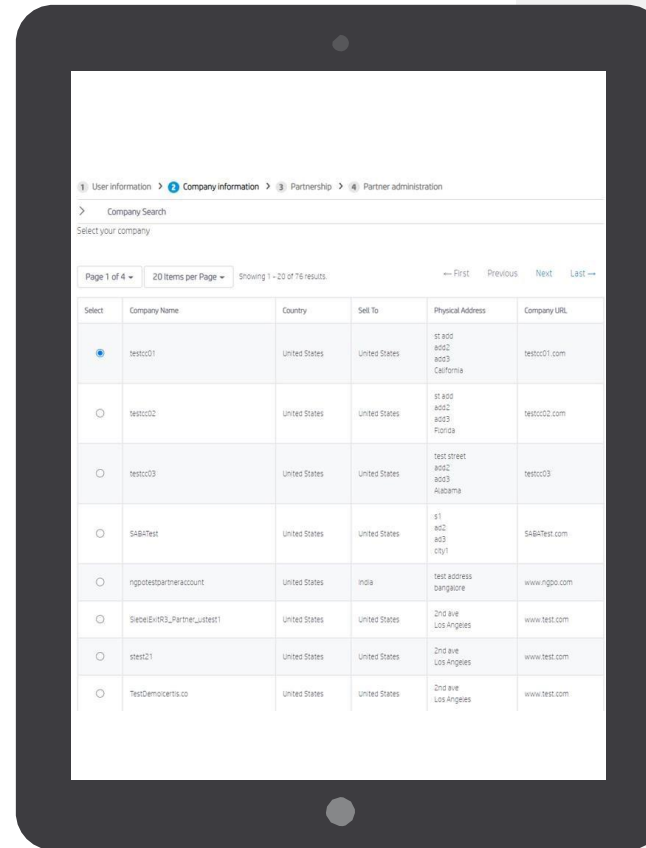 1 User information > 2 Company information > 3 Partnership > 4 Partner administration
> Company Search
Select your company
Page 1 of 4 20 Items per Page Showing 1 - 20 of 76 results. ← First Previous Next Last →
Select Company Name Country Sell To Physical Address Company URL
testcc01 United States United States st add testcc01.com
add2
add3
California
testcc02 United States United States st add testcc02.com
add2
add3
Florida
testcc03 United States United States test street testcc03
add2
add3
Alabama
SABATest United States United States s1 SABATest.com
ad2
ad3
city1
ngpotestpartneraccount United States India test address www.ngpo.com
bangalore
SiebelExitR3_Partner_ustest1 United States United States 2nd ave www.test.com
Los Angeles
stest21 United States United States 2nd ave www.test.com
Los Angeles
TestDemoicertis.co United States United States 2nd ave www.test.com
Los Angeles